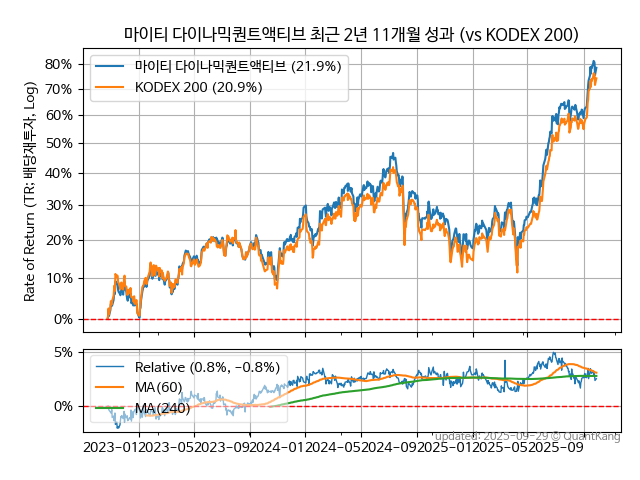 마이티 다이나믹퀀트액티브 최근 2년 11개월 성과 (vs KODEX 200)
Rate of Return (TR: 배당재투자, Log)
80%
70%
60%
50%
40%
30%
20%
10%
0%
마이티 다이나믹퀀트액티브 (21.9%)
KODEX 200 (20.9%)
5%
0%
Relative (0.8%, -0.8%)
MA(60)
MA(240)
2023-01
2023-05
2023-09
2024-01
2024-05
2024-09
2025-01
2025-05
2025-09
updated: 2025-09-29 © QuantKang